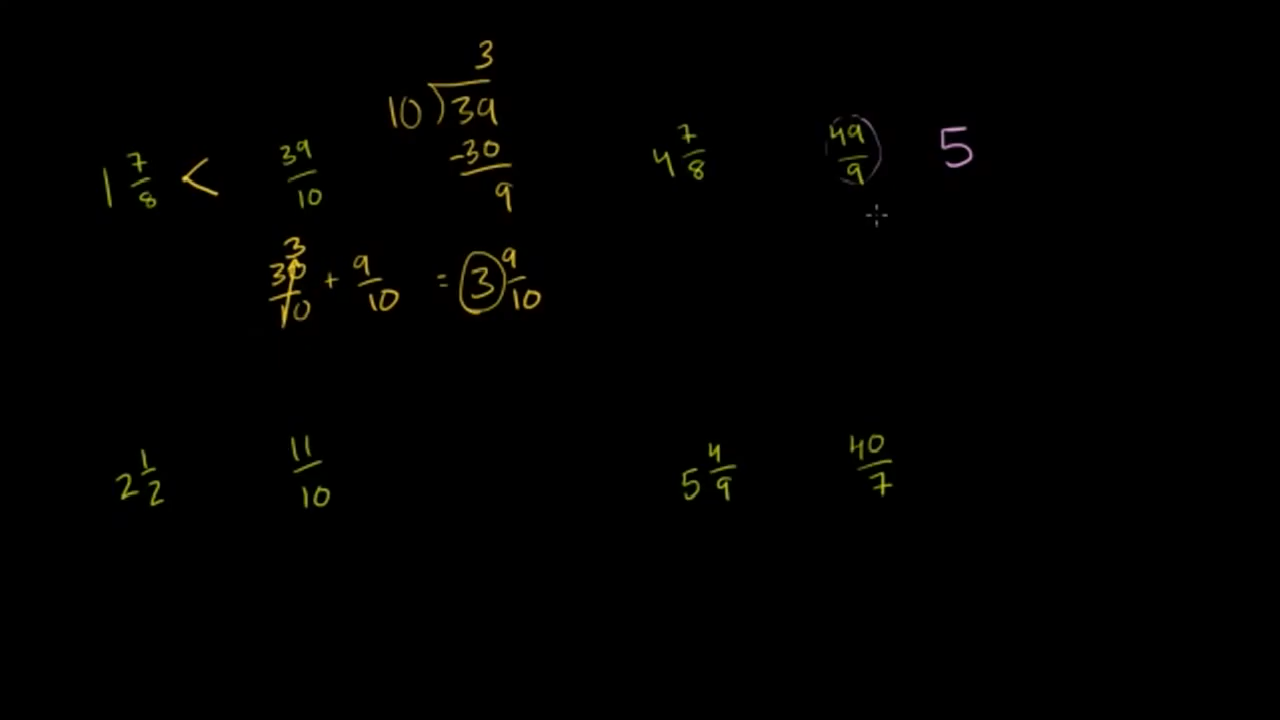 3
10 ) 39
-30
9
1 7/8 < 39/10
3
30/10 + 9/10 = 3 9/10
4 7/8 49/9 5
2 1/2 11/10
5 4/9 40/7